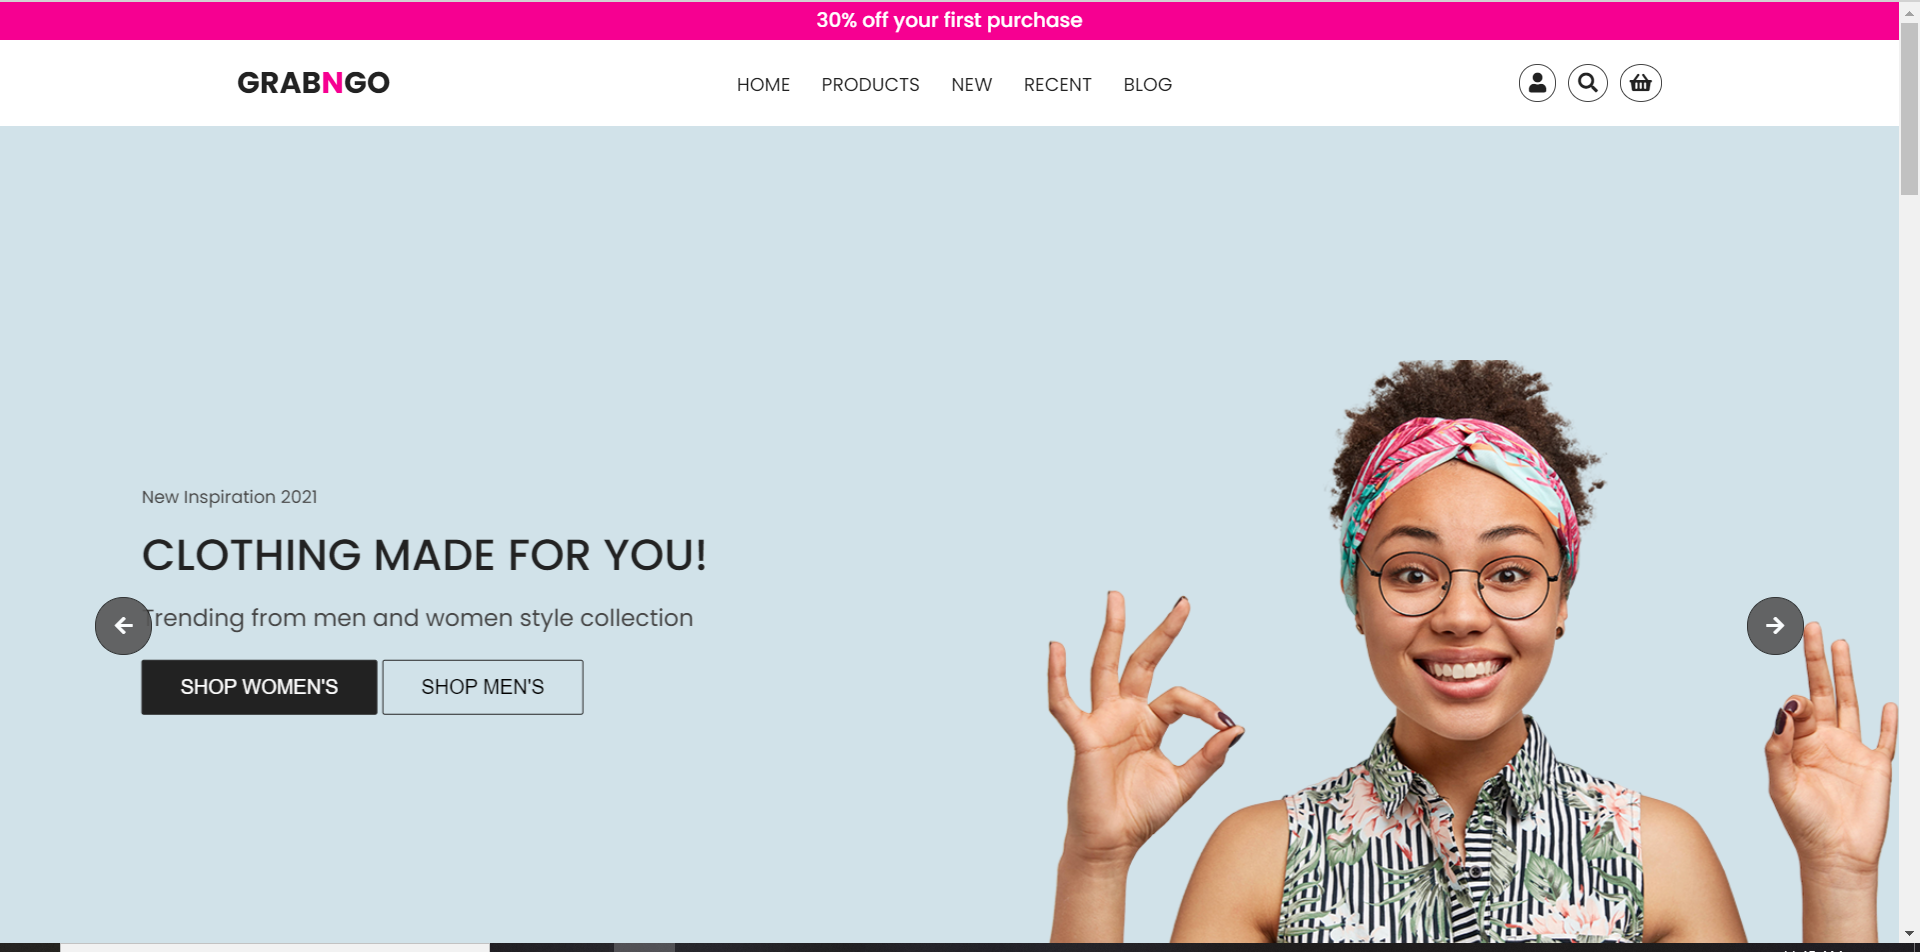 30% off your first purchase
GRABNGO
HOME PRODUCTS NEW RECENT BLOG
New Inspiration 2021
CLOTHING MADE FOR YOU!
Trending from men and women style collection
SHOP WOMEN'S SHOP MEN'S